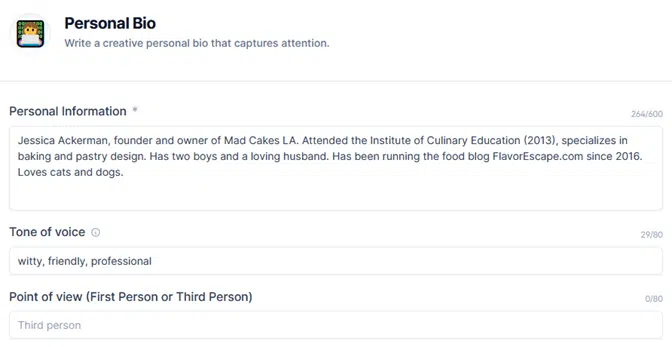 Personal Bio
Write a creative personal bio that captures attention.
Personal Information *
264/600
Jessica Ackerman, founder and owner of Mad Cakes LA. Attended the Institute of Culinary Education (2013), specializes in
baking and pastry design. Has two boys and a loving husband. Has been running the food blog FlavorEscape.com since 2016.
Loves cats and dogs.
Tone of voice
29/80
witty, friendly, professional
Point of view (First Person or Third Person)
0/80
Third person